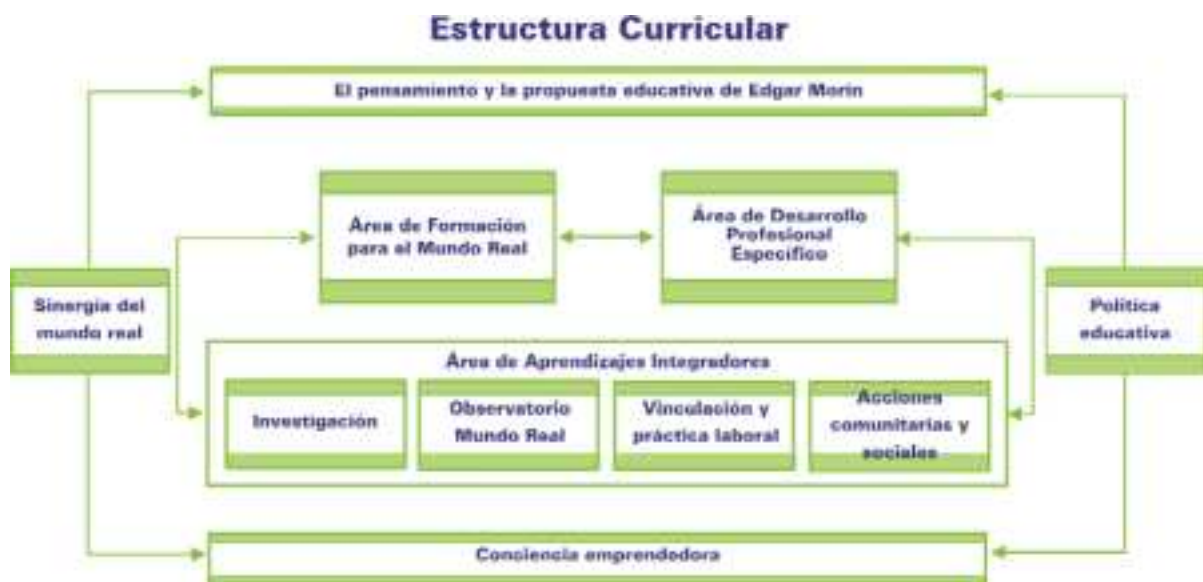 Estructura Curricular
El pensamiento y la propuesta educativa de Edgar Morin
Área de Formación
para el Mundo Real
Área de Desarrollo
Profesional
Específico
Sinergia del
mundo real
Política
educativa
Área de Aprendizajes Integradores
Investigación
Observatorio
Mundo Real
Vinculación y
práctica laboral
Acciones
comunitarias y
sociales
Conciencia emprendedora